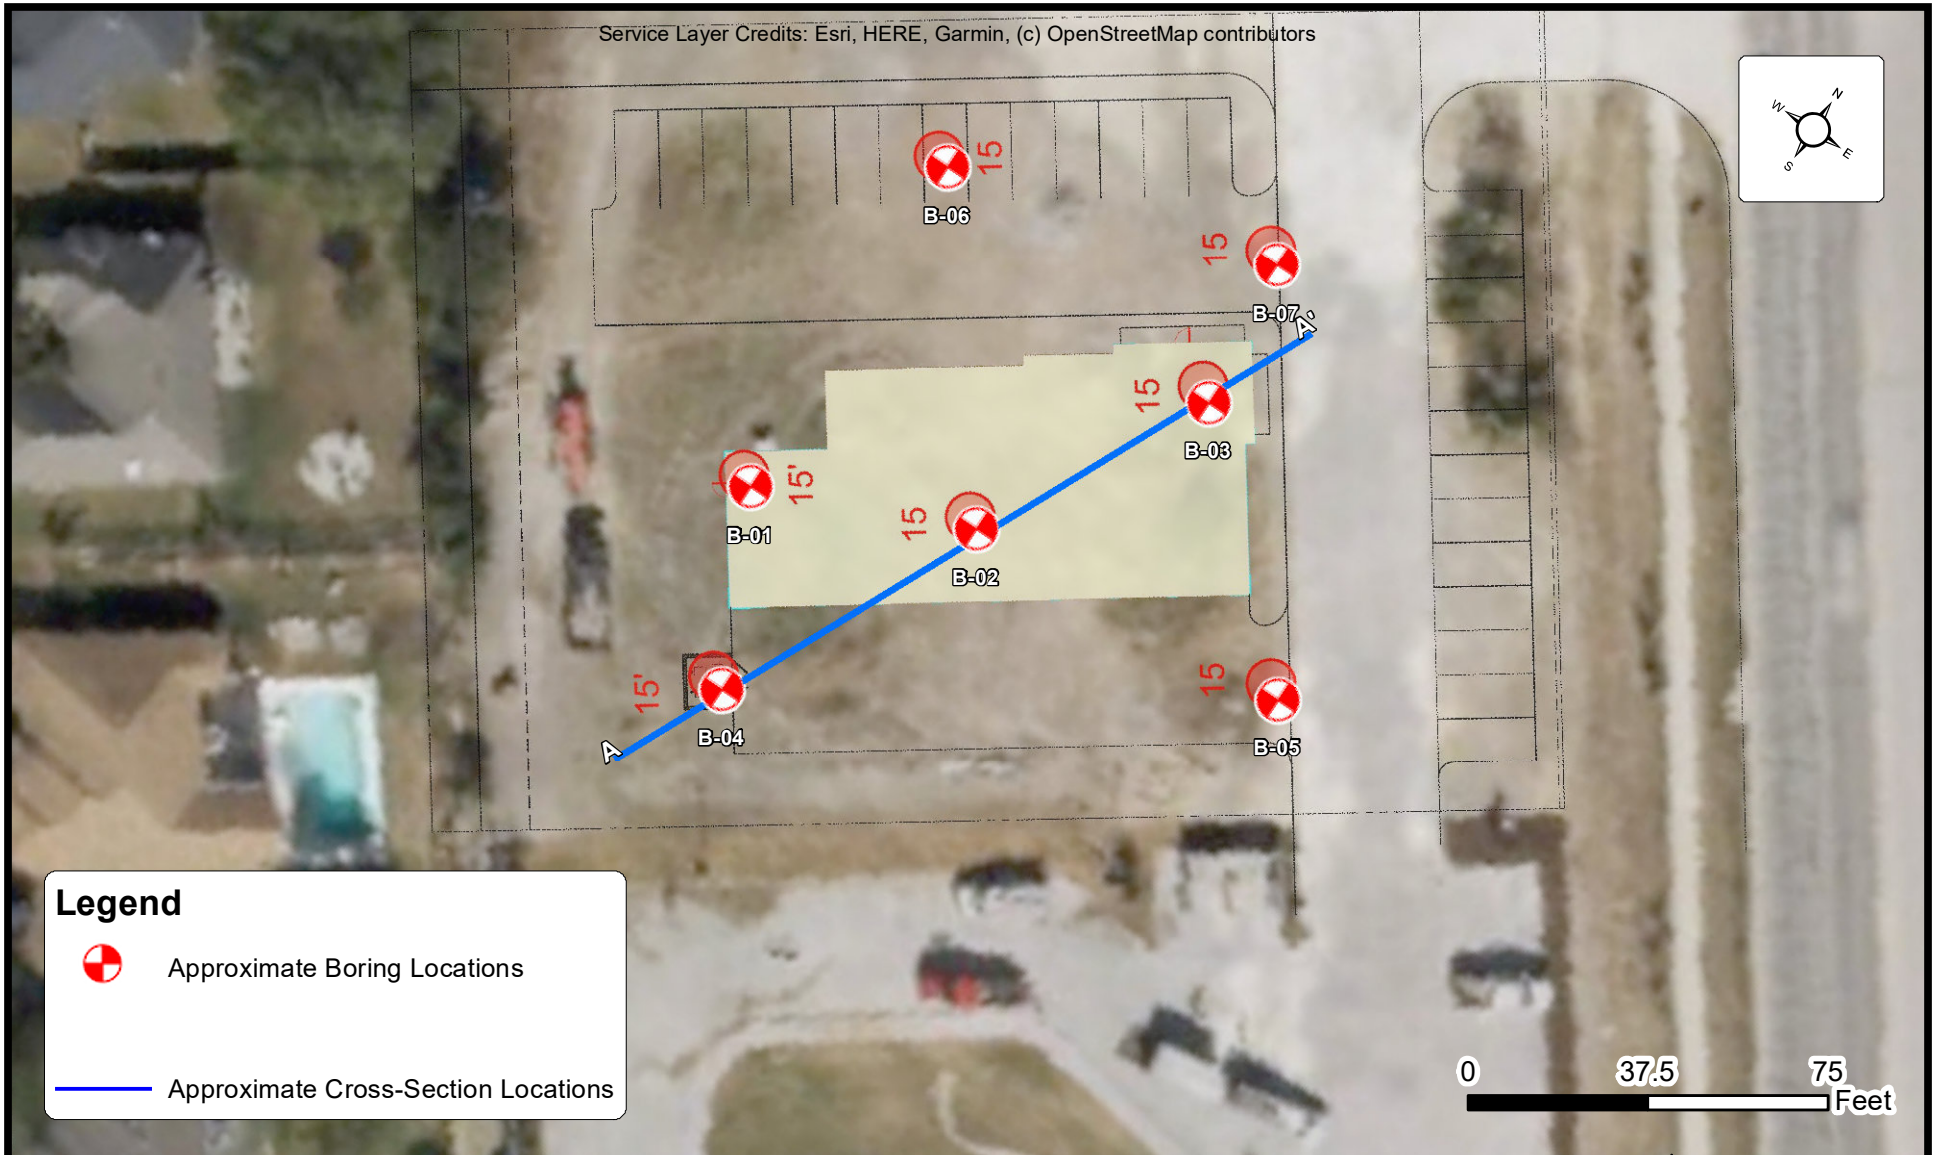 Service Layer Credits: Esri, HERE, Garmin, (c) OpenStreetMap contributors
N
W
E
S
15
B-06
15
B-07
A'
15
B-03
15'
B-01
15
B-02
15'
B-04
A
15
B-05
Legend
Approximate Boring Locations
Approximate Cross-Section Locations
0 37.5 75
Feet